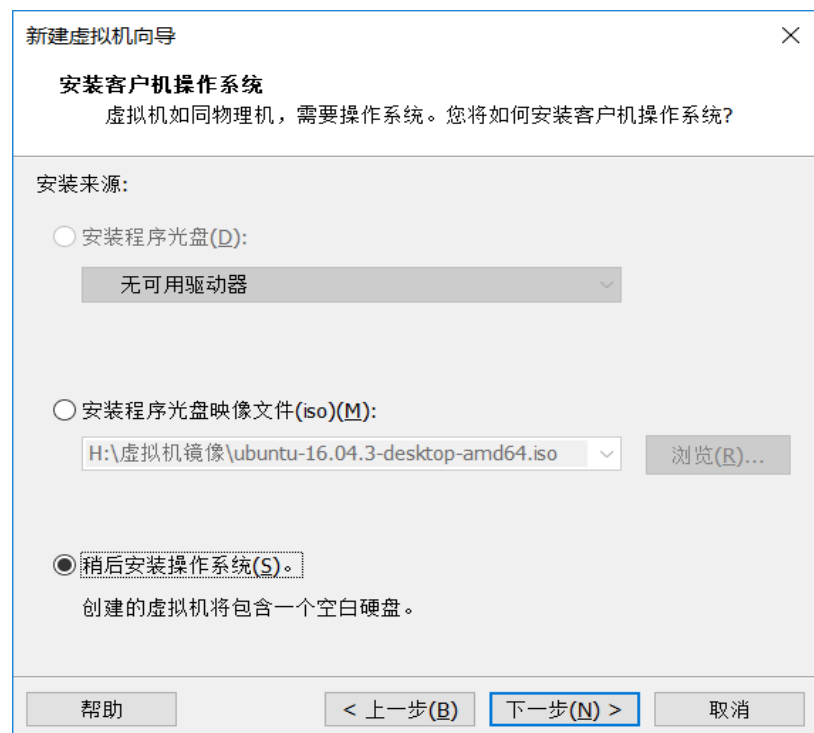 新建虚拟机向导
安装客户机操作系统
虚拟机如同物理机，需要操作系统。您将如何安装客户机操作系统?
安装来源:
安装程序光盘(D):
无可用驱动器
安装程序光盘映像文件(iso)(M):
H:\虚拟机镜像\ubuntu-16.04.3-desktop-amd64.iso
浏览(R)...
稍后安装操作系统(S)。
创建的虚拟机将包含一个空白硬盘。
帮助
< 上一步(B)
下一步(N) >
取消